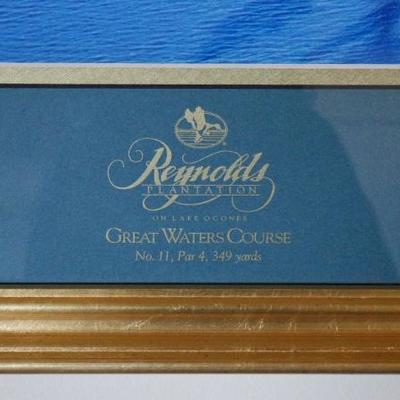 Reynolds
PLANTATION
ON LAKE OCONEE
GREAT WATERS COURSE
No. 11, Par 4, 349 yards